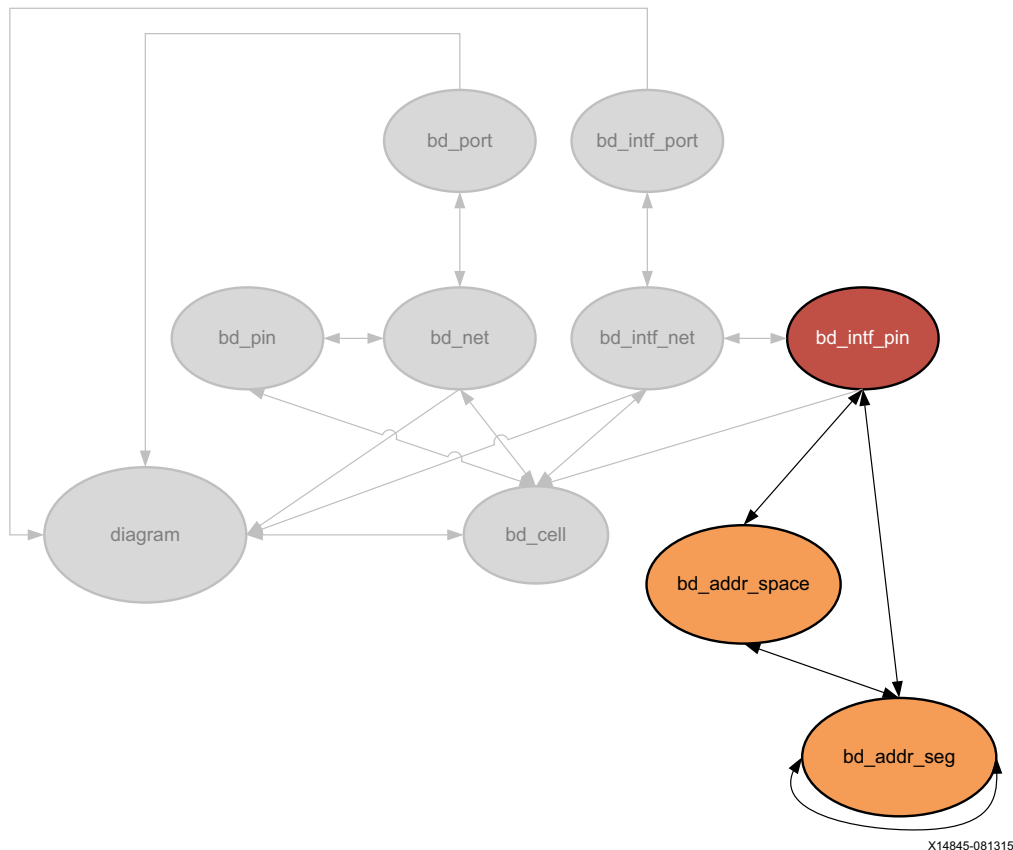 bd_port
bd_intf_port
bd_pin
bd_net
bd_intf_net
bd_intf_pin
diagram
bd_cell
bd_addr_space
bd_addr_seg
X14845-081315